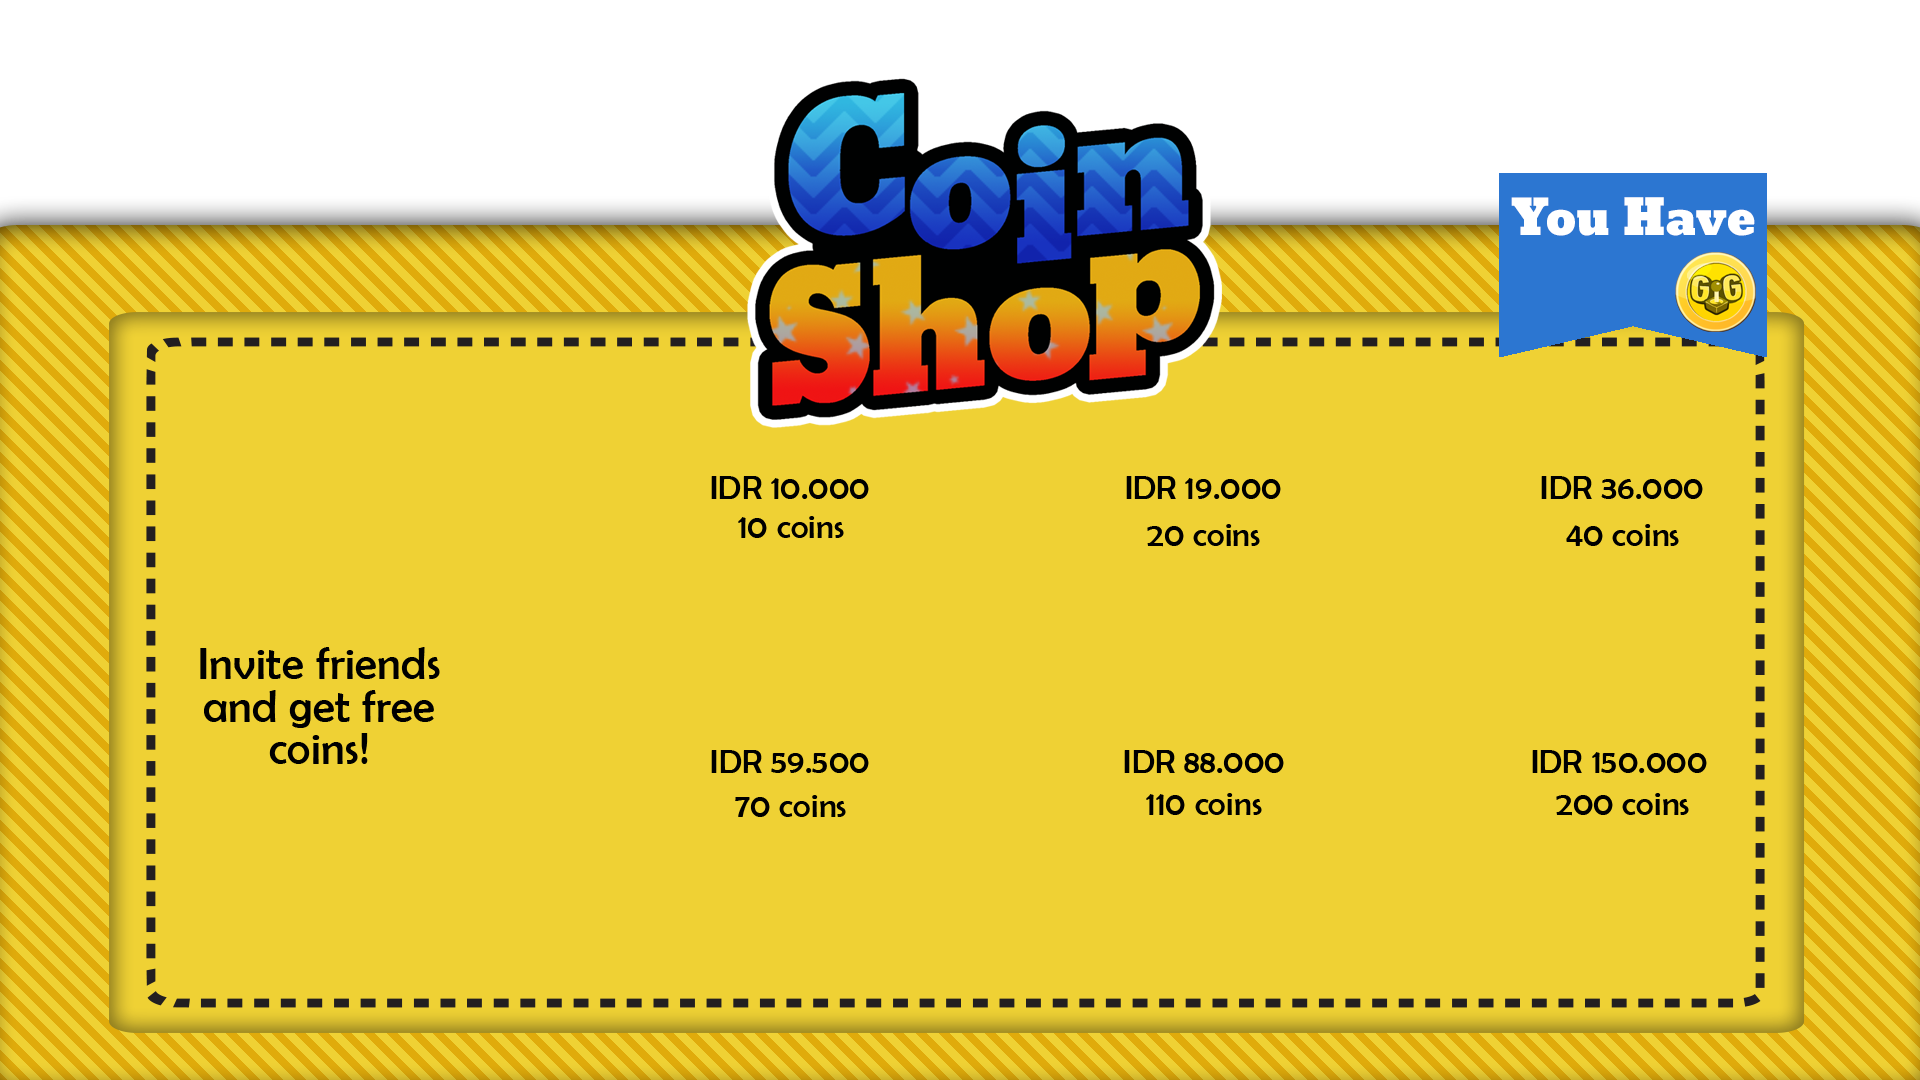 Coin
Shop
You Have
GiG
IDR 10.000
10 coins
IDR 19.000
20 coins
IDR 36.000
40 coins
Invite friends
and get free
coins!
IDR 59.500
70 coins
IDR 88.000
110 coins
IDR 150.000
200 coins